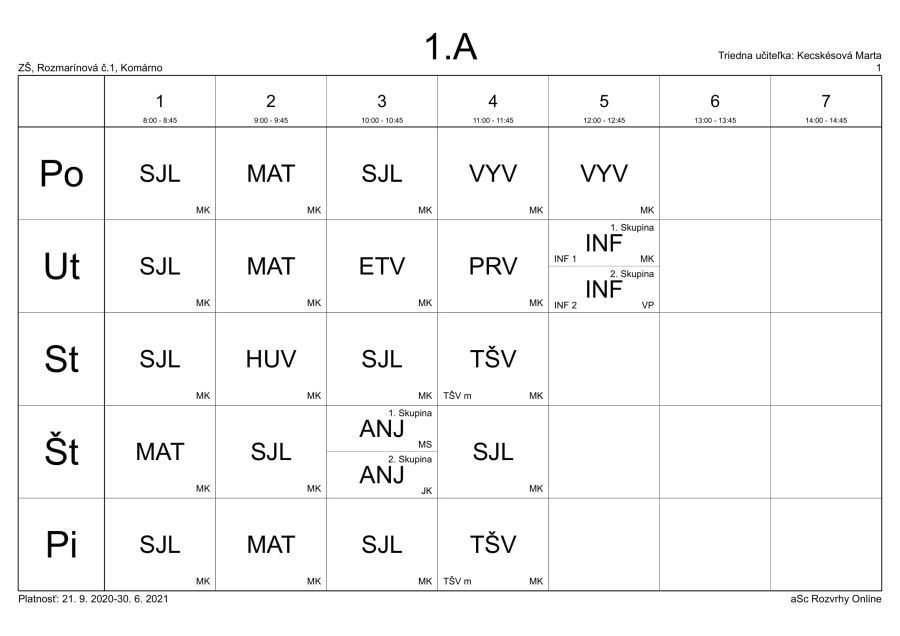 1.A
Triedna učiteľka: Kecskésová Marta
ZŠ, Rozmarínová č.1, Komárno
1
1 2 3 4 5 6 7
8:00 - 8:45 9:00 - 9:45 10:00 - 10:45 11:00 - 11:45 12:00 - 12:45 13:00 - 13:45 14:00 - 14:45
Po SJL MAT SJL VYV VYV
MK MK MK MK MK
1. Skupina
INF
INF 1 MK
Ut SJL MAT ETV PRV
2. Skupina
INF
MK MK MK MK INF 2 VP
St SJL HUV SJL TŠV
MK MK MK TŠV m MK
1. Skupina
ANJ
MS
Št MAT SJL SJL
2. Skupina
ANJ
MK MK JK MK
Pi SJL MAT SJL TŠV
MK MK MK TŠV m MK
Platnosť: 21. 9. 2020-30. 6. 2021
aSc Rozvrhy Online